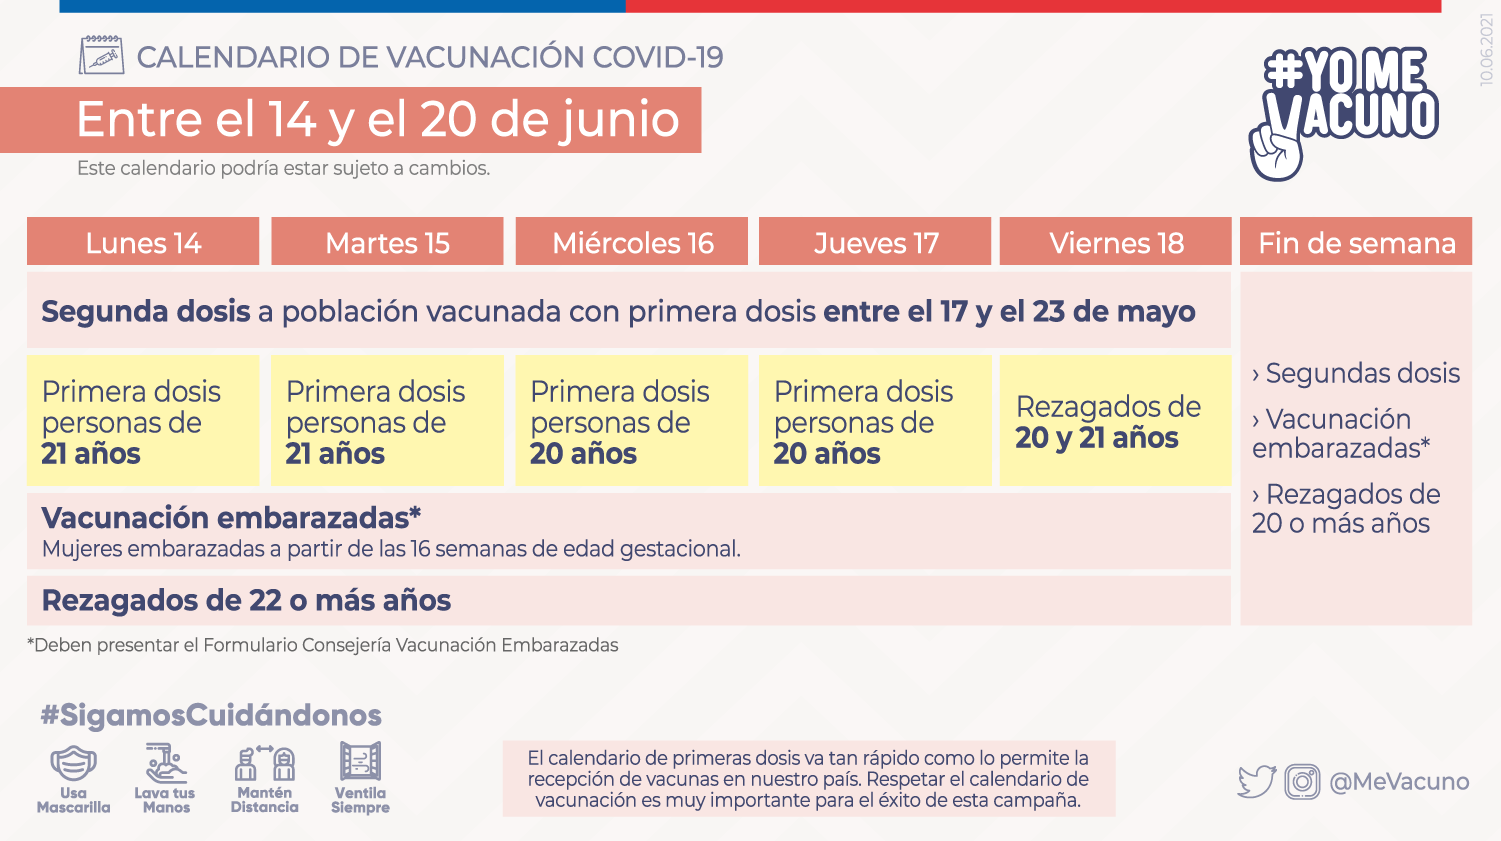 CALENDARIO DE VACUNACIÓN COVID-19
10.06.2021
Entre el 14 y el 20 de junio
Este calendario podría estar sujeto a cambios.
#YO ME
VACUNO
Lunes 14
Martes 15
Miércoles 16
Jueves 17
Viernes 18
Fin de semana
Segunda dosis a población vacunada con primera dosis entre el 17 y el 23 de mayo
Primera dosis
personas de
21 años
Primera dosis
personas de
21 años
Primera dosis
personas de
20 años
Primera dosis
personas de
20 años
Rezagados de
20 y 21 años
› Segundas dosis
› Vacunación
embarazadas*
› Rezagados de
20 o más años
Vacunación embarazadas*
Mujeres embarazadas a partir de las 16 semanas de edad gestacional.
Rezagados de 22 o más años
*Deben presentar el Formulario Consejería Vacunación Embarazadas
#SigamosCuidándonos
Usa
Mascarilla
Lava tus
Manos
Mantén
Distancia
Ventila
Siempre
El calendario de primeras dosis va tan rápido como lo permite la
recepción de vacunas en nuestro país. Respetar el calendario de
vacunación es muy importante para el éxito de esta campaña.
@MeVacuno